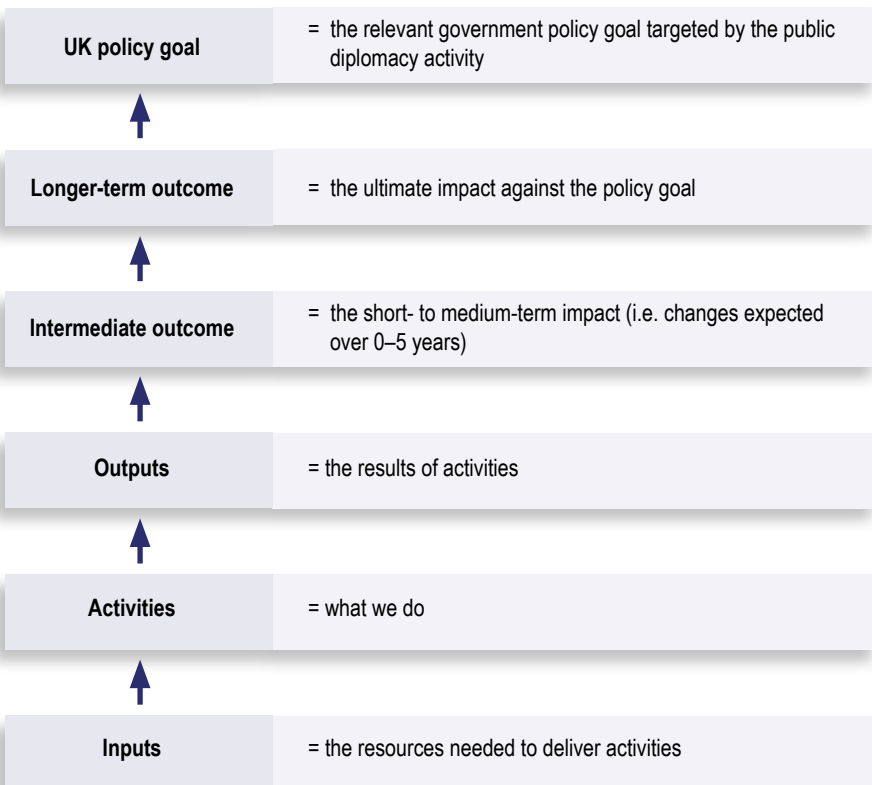 UK policy goal
= the relevant government policy goal targeted by the public
diplomacy activity
Longer-term outcome
= the ultimate impact against the policy goal
Intermediate outcome
= the short- to medium-term impact (i.e. changes expected
over 0–5 years)
Outputs
= the results of activities
Activities
= what we do
Inputs
= the resources needed to deliver activities